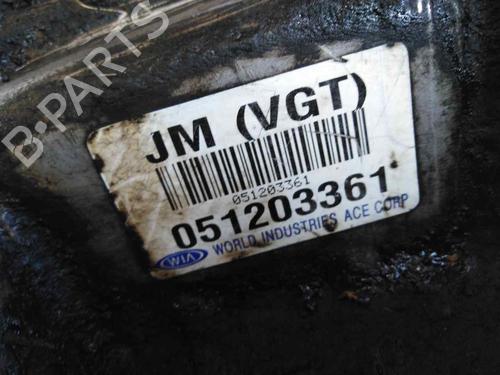 B-PARTS
JM (VGT)
051203361
051203361
WIA WORLD INDUSTRIES ACE CORP